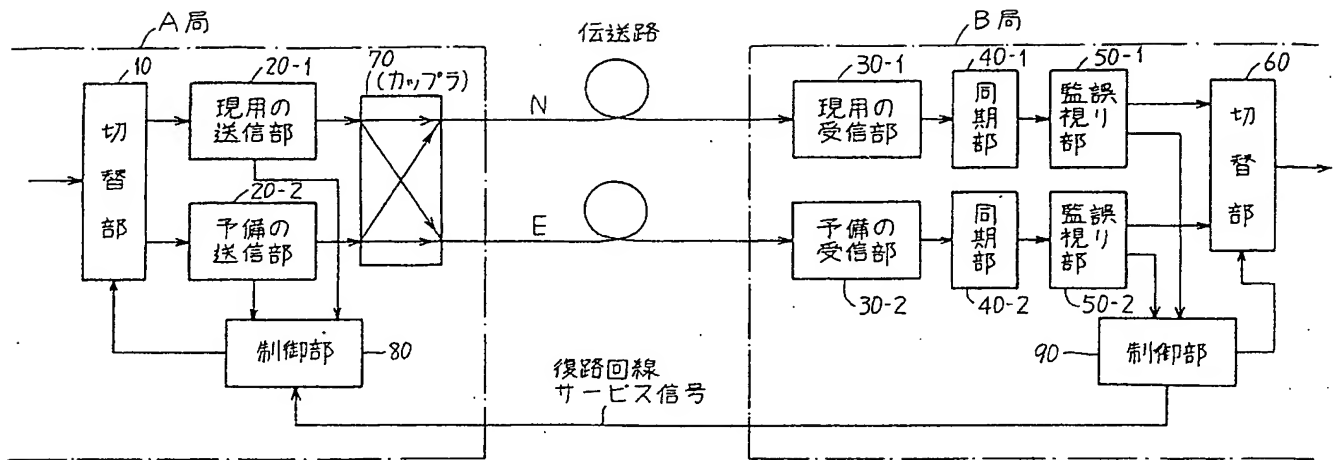 A局
伝送路
B局
10
20-1
70
(カップラ)
30-1
40-1
50-1
60
切替部
現用の
送信部
N
現用の
受信部
同期部
誤り
監視部
切替部
20-2
予備の
送信部
E
予備の
受信部
同期部
誤り
監視部
30-2
40-2
50-2
制御部
80
90
制御部
復路回線
サービス信号